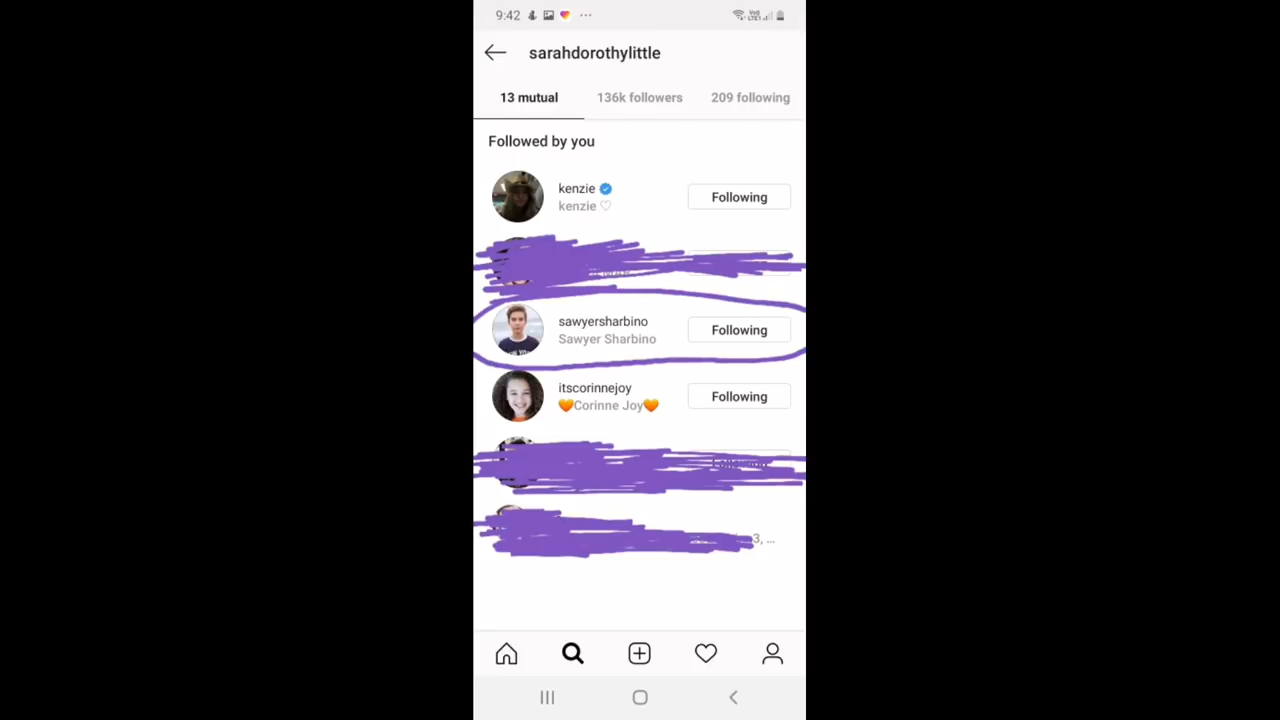 9:42
sarahdorothylittle
13 mutual 136k followers 209 following
Followed by you
kenzie
kenzie ♡
Following
sawyersharbino
Sawyer Sharbino
Following
itscorinnejoy
🧡Corinne Joy🧡
Following
3, ...